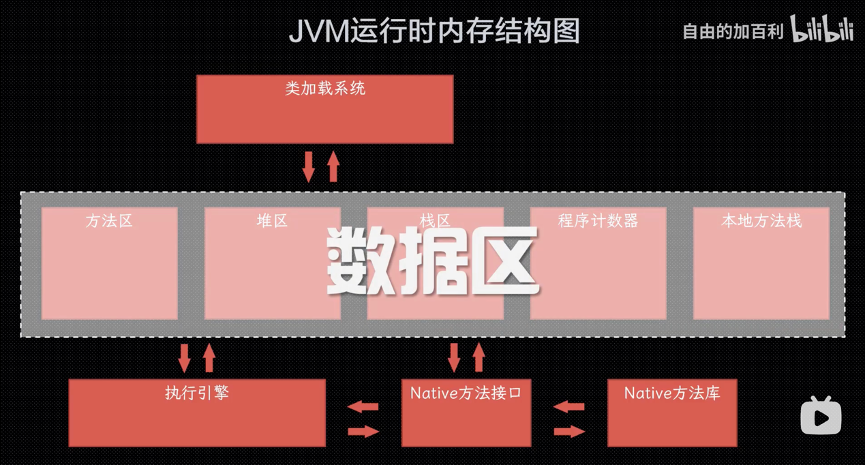 JVM运行时内存结构图
自由的加百利 bilibili
类加载系统
方法区
堆区
栈区
程序计数器
本地方法栈
数据区
执行引擎
Native方法接口
Native方法库